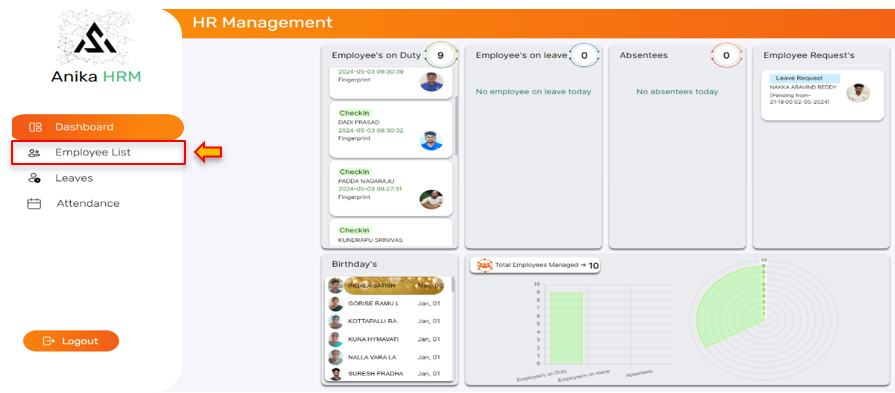 HR Management
Anika HRM
Dashboard
Employee List
Leaves
Attendance
Logout
Employee's on Duty 9
2024-05-03 09:30:39
Fingerprint
CheckIn
DADI PRASAD
2024-05-03 09:30:32
Fingerprint
CheckIn
PADDA NAGARAJU
2024-05-03 09:27:31
Fingerprint
CheckIn
KUNDRAPU SRINIVAS
Employee's on leave 0
No employee on leave today
Absentees 0
No absentees today
Employee Request's
Leave Request
NAKKA ARAVIND REDDY
[Pending from-
21:19:00 02-05-2024]
Birthday's
INDALA SATISH May, 03
GORISE RAMU L Jan, 01
KOTTAPALLI RA Jan, 01
KUNA HYMAVATI Jan, 01
NALLA VARA LA Jan, 01
SURESH PRADHA Jan, 01
Total Employees Managed → 10
10
9
8
7
6
5
4
3
2
1
0
Employee's on Duty
Employee's on leave
Absentees
10
9
8
7
6
5
4
3
2
1